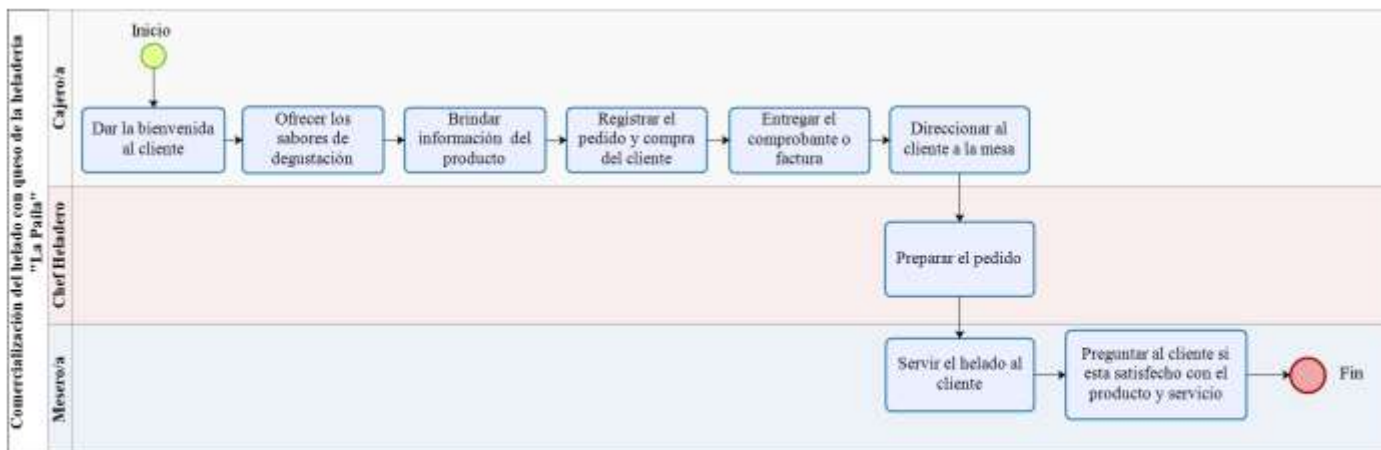 Comercialización del helado con queso de la heladería
"La Paila"
Cajero/a
Inicio
Dar la bienvenida
al cliente
Ofrecer los
sabores de
degustación
Brindar
información del
producto
Registrar el
pedido y compra
del cliente
Entregar el
comprobante o
factura
Direccionar al
cliente a la mesa
Chef Heladero
Preparar el pedido
Mesero/a
Servir el helado al
cliente
Preguntar al cliente si
esta satisfecho con el
producto y servicio
Fin